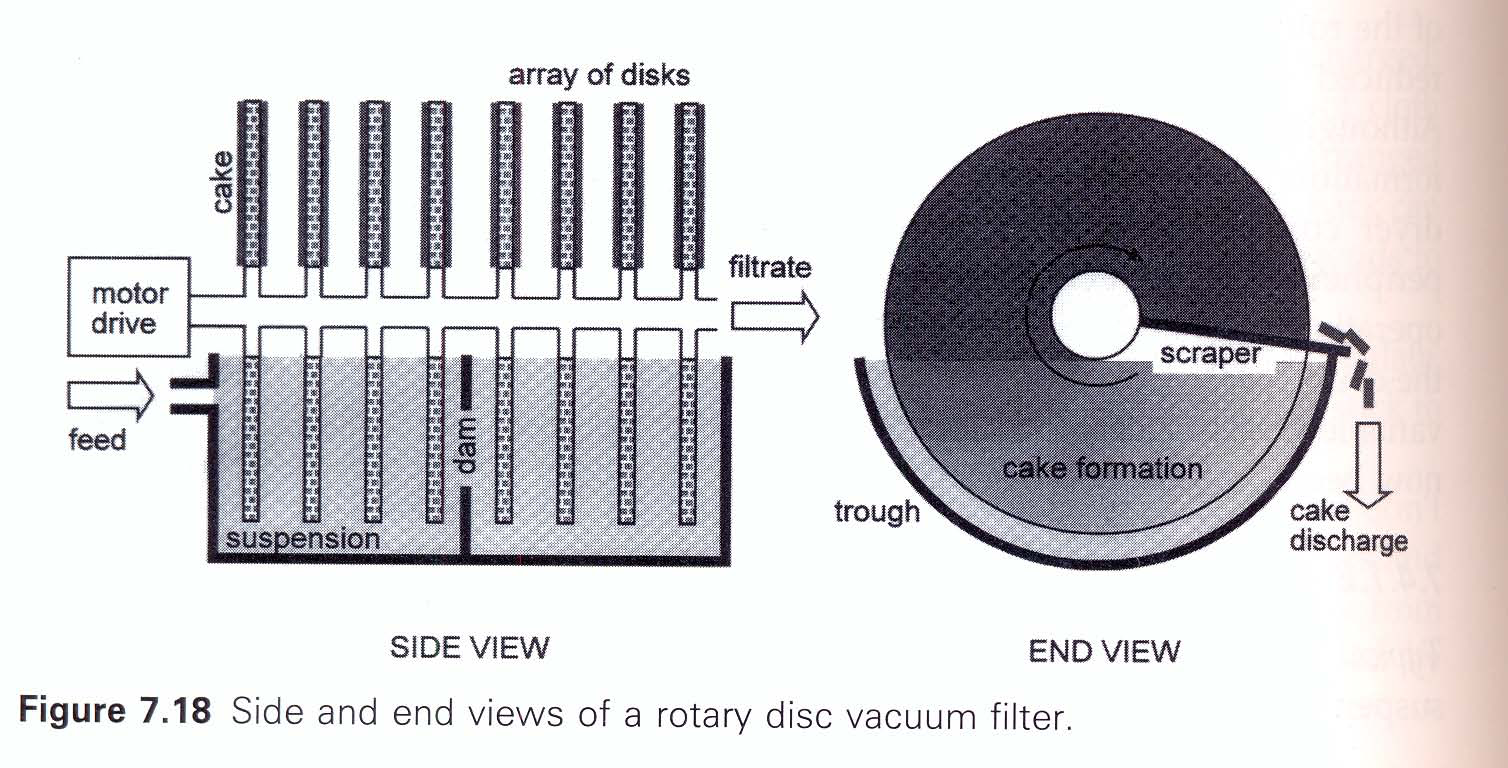 array of disks
cake
motor
drive
filtrate
feed
dam
suspension
SIDE VIEW
scraper
cake formation
trough
cake
discharge
END VIEW
Figure 7.18 Side and end views of a rotary disc vacuum filter.